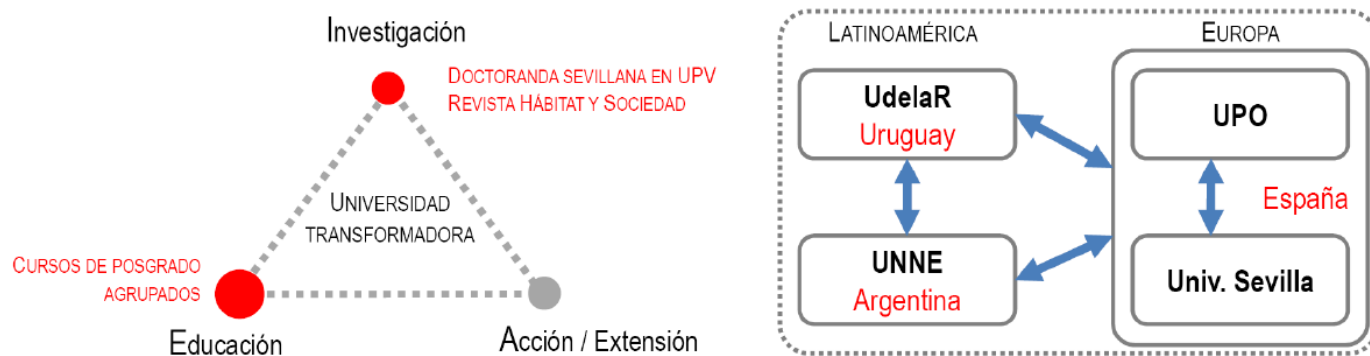 Investigación
DOCTORANDA SEVILLANA EN UPV
REVISTA HÁBITAT Y SOCIEDAD
UNIVERSIDAD
TRANSFORMADORA
CURSOS DE POSGRADO
AGRUPADOS
Educación
Acción / Extensión
LATINOAMÉRICA
EUROPA
UdelaR
Uruguay
UPO
España
UNNE
Argentina
Univ. Sevilla